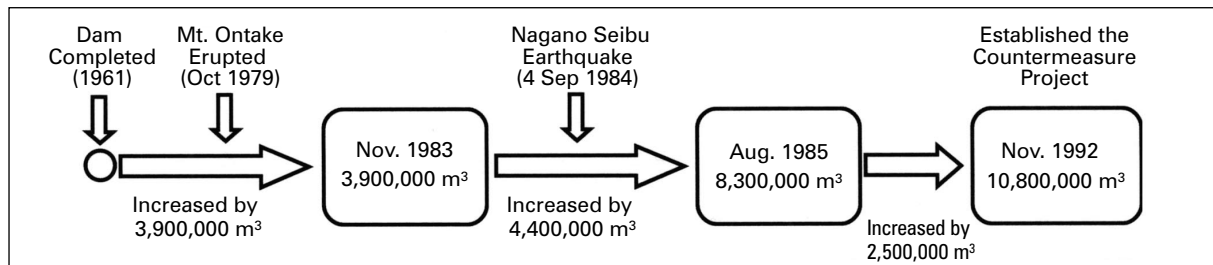 Dam
Completed
(1961)
Mt. Ontake
Erupted
(Oct 1979)
Nagano Seibu
Earthquake
(4 Sep 1984)
Established the
Countermeasure
Project
Nov. 1983
3,900,000 m³
Aug. 1985
8,300,000 m³
Nov. 1992
10,800,000 m³
Increased by
3,900,000 m³
Increased by
4,400,000 m³
Increased by
2,500,000 m³